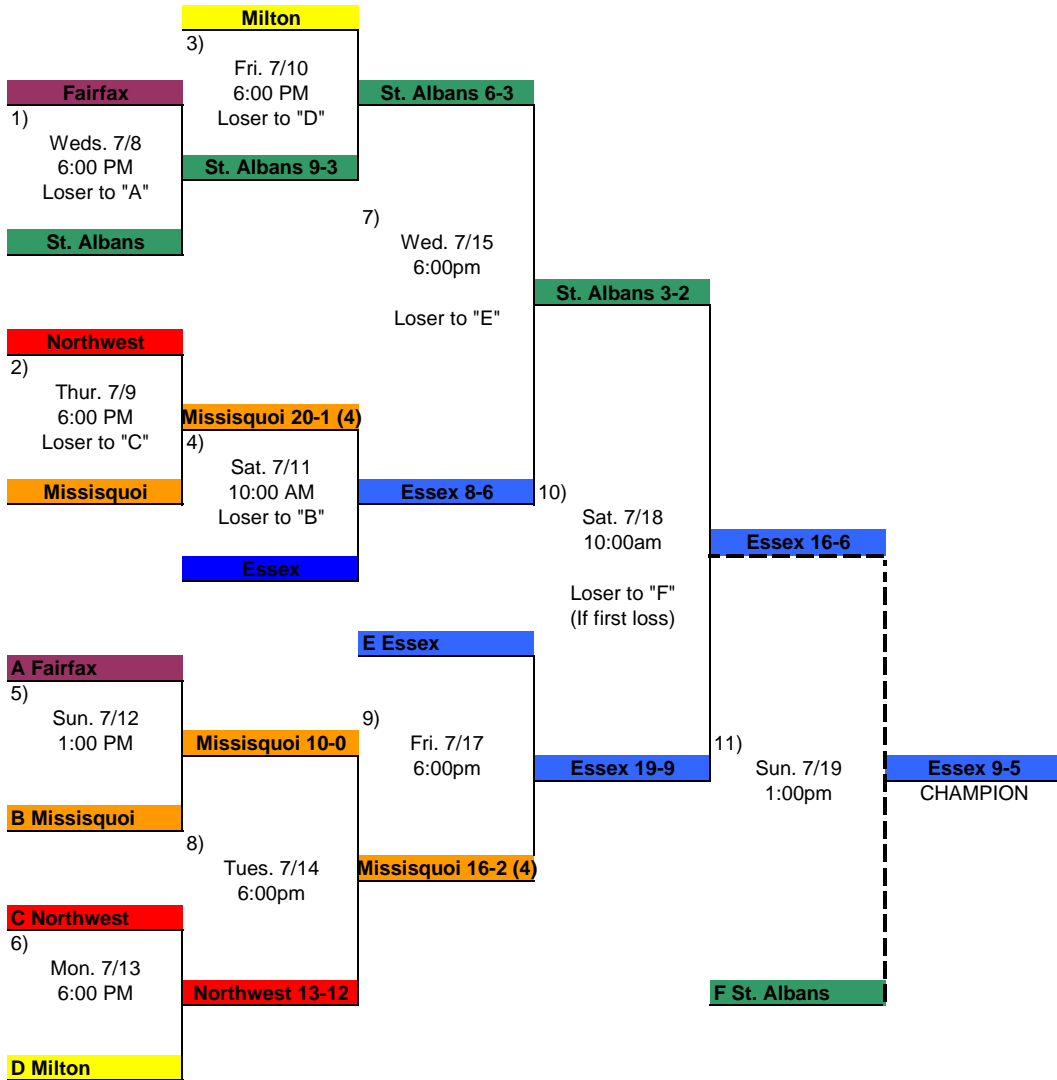 Milton
3)
Fri. 7/10
6:00 PM
Loser to "D"
Fairfax
St. Albans 6-3
1)
Weds. 7/8
6:00 PM
Loser to "A"
St. Albans 9-3
St. Albans
7)
Wed. 7/15
6:00pm
Loser to "E"
St. Albans 3-2
Northwest
2)
Thur. 7/9
6:00 PM
Loser to "C"
Missisquoi 20-1 (4)
4)
Sat. 7/11
10:00 AM
Loser to "B"
Missisquoi
Essex 8-6
Essex
10)
Sat. 7/18
10:00am
Loser to "F"
(If first loss)
Essex 16-6
E Essex
A Fairfax
5)
Sun. 7/12
1:00 PM
Missisquoi 10-0
9)
Fri. 7/17
6:00pm
Essex 19-9
11)
Sun. 7/19
1:00pm
Essex 9-5
CHAMPION
B Missisquoi
8)
Tues. 7/14
6:00pm
Missisquoi 16-2 (4)
C Northwest
6)
Mon. 7/13
6:00 PM
Northwest 13-12
F St. Albans
D Milton